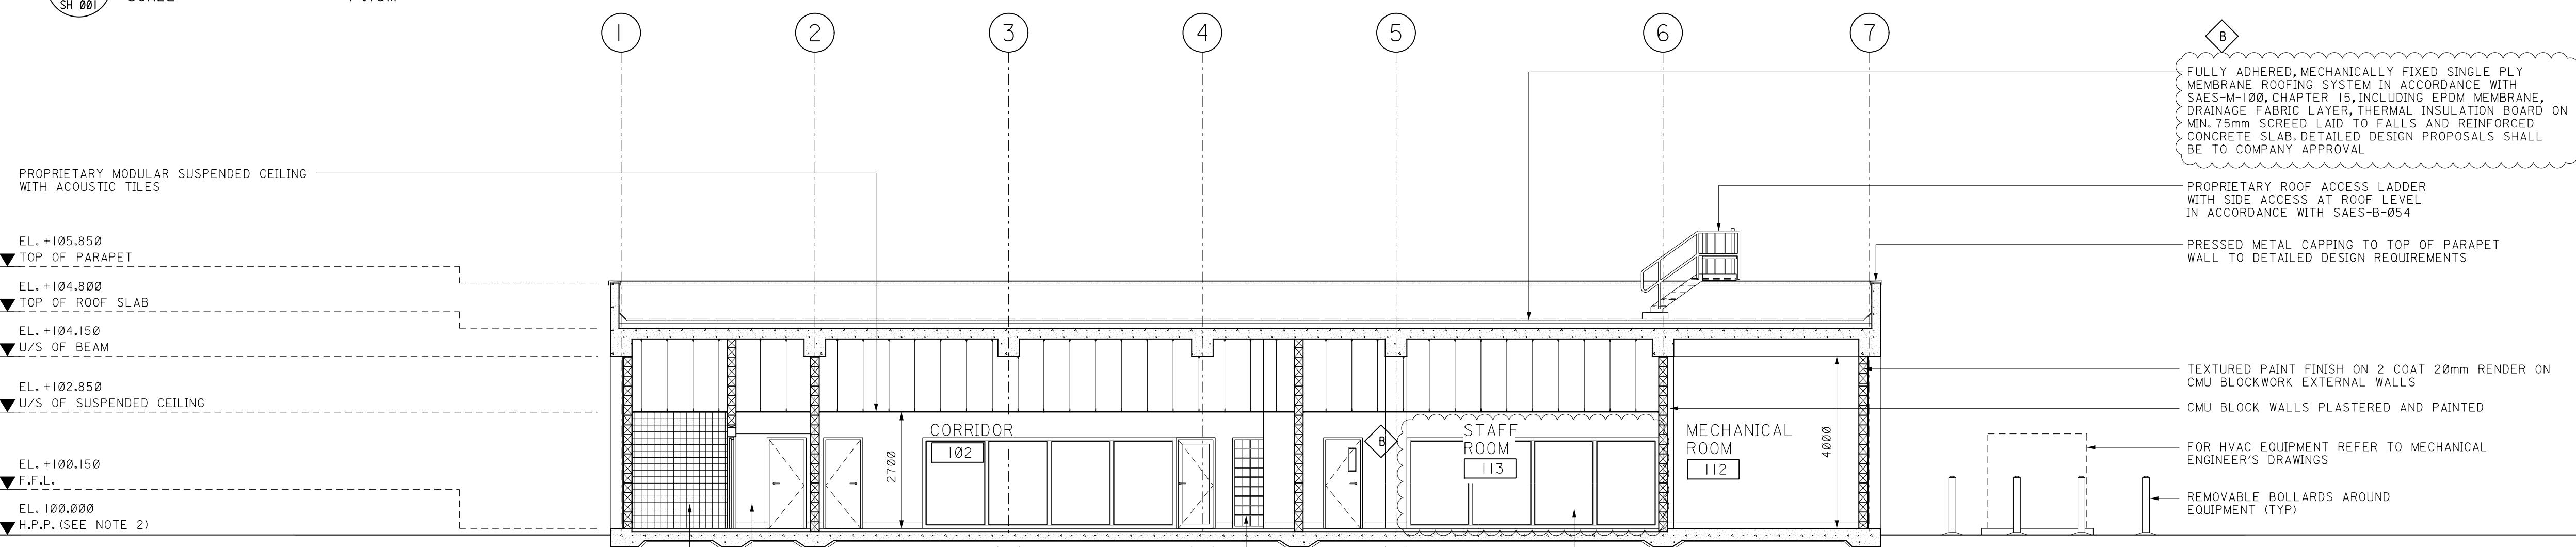 SH 001
1
2
3
4
5
6
7
B
FULLY ADHERED, MECHANICALLY FIXED SINGLE PLY
MEMBRANE ROOFING SYSTEM IN ACCORDANCE WITH
SAES-M-100, CHAPTER 15, INCLUDING EPDM MEMBRANE,
DRAINAGE FABRIC LAYER, THERMAL INSULATION BOARD ON
MIN. 75mm SCREED LAID TO FALLS AND REINFORCED
CONCRETE SLAB. DETAILED DESIGN PROPOSALS SHALL
BE TO COMPANY APPROVAL
PROPRIETARY MODULAR SUSPENDED CEILING
WITH ACOUSTIC TILES
PROPRIETARY ROOF ACCESS LADDER
WITH SIDE ACCESS AT ROOF LEVEL
IN ACCORDANCE WITH SAES-B-054
EL. +105.850
TOP OF PARAPET
PRESSED METAL CAPPING TO TOP OF PARAPET
WALL TO DETAILED DESIGN REQUIREMENTS
EL. +104.800
TOP OF ROOF SLAB
EL. +104.150
U/S OF BEAM
EL. +102.850
U/S OF SUSPENDED CEILING
TEXTURED PAINT FINISH ON 2 COAT 20mm RENDER ON
CMU BLOCKWORK EXTERNAL WALLS
CMU BLOCK WALLS PLASTERED AND PAINTED
CORRIDOR
102
2700
B
STAFF
ROOM
113
MECHANICAL
ROOM
112
4000
FOR HVAC EQUIPMENT REFER TO MECHANICAL
ENGINEER'S DRAWINGS
EL. +100.150
F.F.L.
REMOVABLE BOLLARDS AROUND
EQUIPMENT (TYP)
EL. 100.000
H.P.P. (SEE NOTE 2)